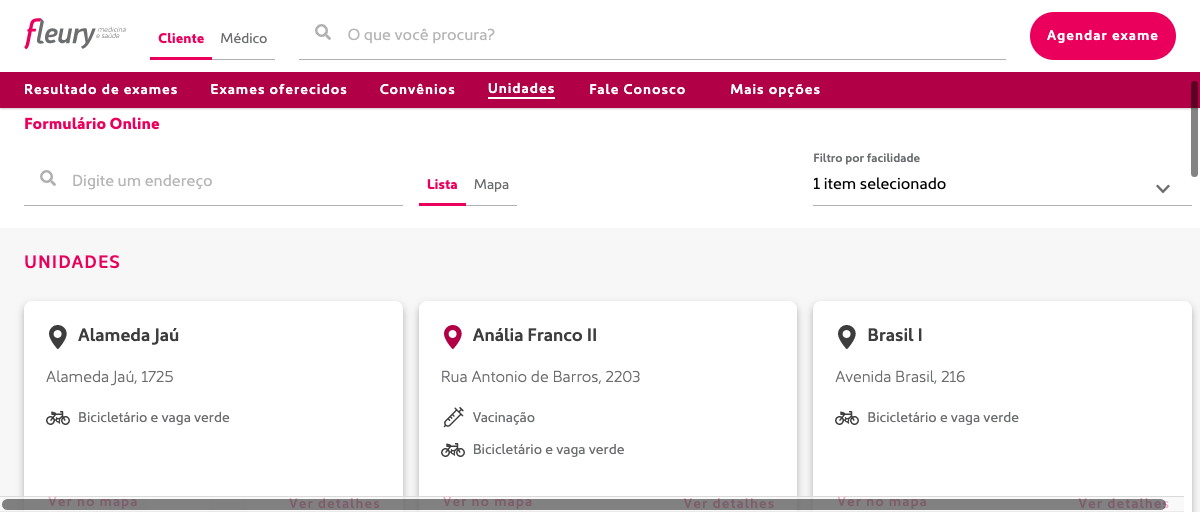 fleury medicina e saúde
Cliente Médico
O que você procura?
Agendar exame
Resultado de exames Exames oferecidos Convênios Unidades Fale Conosco Mais opções
Formulário Online
Digite um endereço
Lista Mapa
Filtro por facilidade
1 item selecionado
UNIDADES
Alameda Jaú
Alameda Jaú, 1725
Bicicletário e vaga verde
Ver no mapa Ver detalhes
Anália Franco II
Rua Antonio de Barros, 2203
Vacinação
Bicicletário e vaga verde
Ver no mapa Ver detalhes
Brasil I
Avenida Brasil, 216
Bicicletário e vaga verde
Ver no mapa Ver detalhes